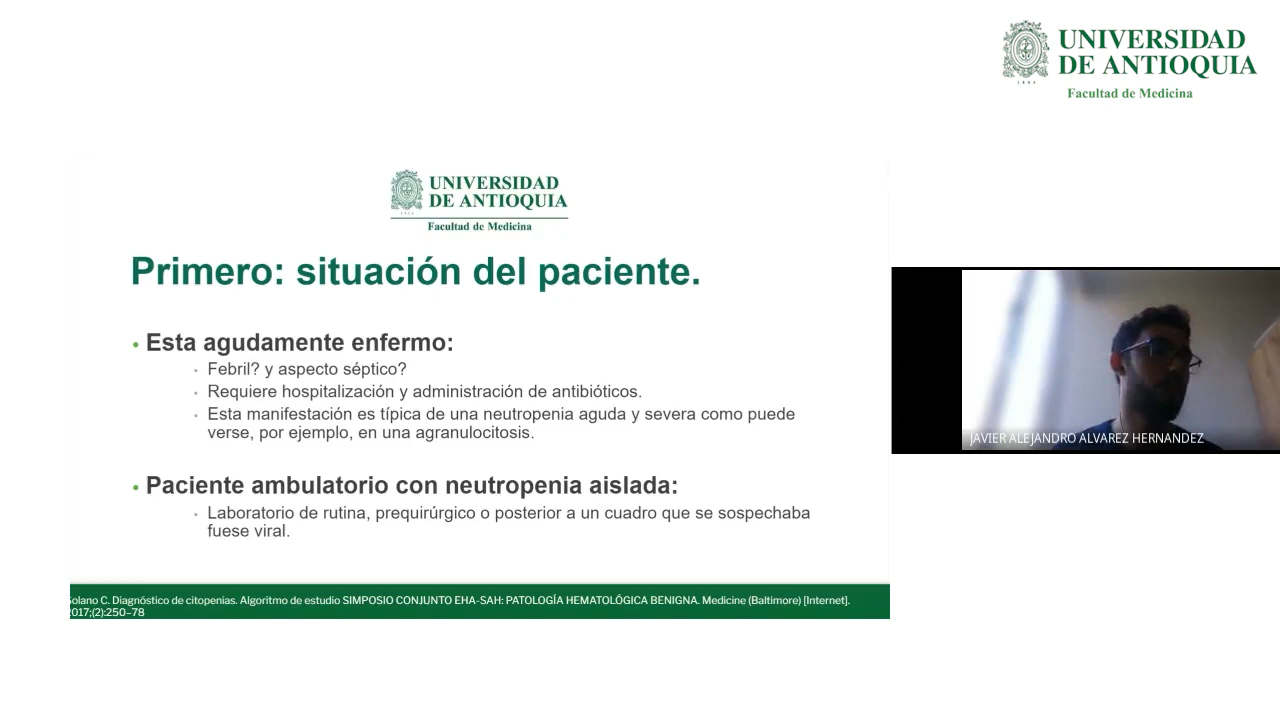 UNIVERSIDAD
DE ANTIOQUIA
1803
Facultad de Medicina
UNIVERSIDAD
DE ANTIOQUIA
Facultad de Medicina
Primero: situación del paciente.
• Esta agudamente enfermo:
• Febril? y aspecto séptico?
• Requiere hospitalización y administración de antibióticos.
• Esta manifestación es típica de una neutropenia aguda y severa como puede
verse, por ejemplo, en una agranulocitosis.
• Paciente ambulatorio con neutropenia aislada:
• Laboratorio de rutina, prequirúrgico o posterior a un cuadro que se sospechaba
fuese viral.
JAVIER ALEJANDRO ALVAREZ HERNANDEZ
Solano C. Diagnóstico de citopenias. Algoritmo de estudio SIMPOSIO CONJUNTO EHA-SAH: PATOLOGÍA HEMATOLÓGICA BENIGNA. Medicine (Baltimore) [Internet].
2017;(2):250–78